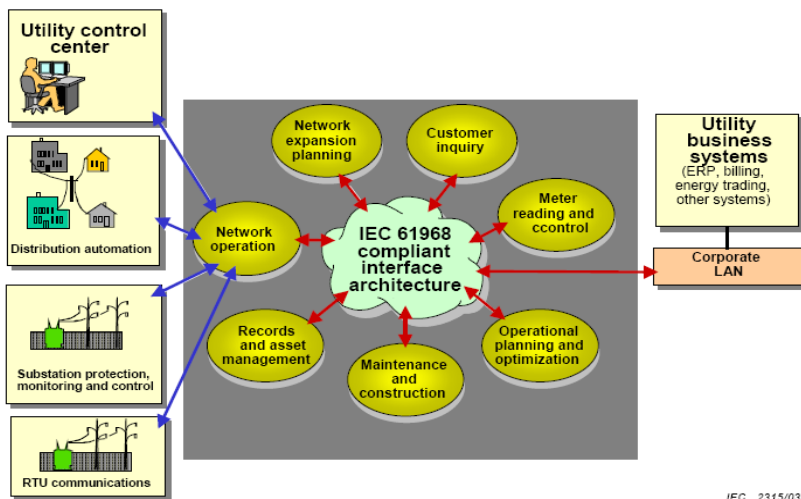 Utility control
center
Distribution automation
Substation protection,
monitoring and control
RTU communications
Network
expansion
planning
Customer
inquiry
Meter
reading and
ccontrol
Network
operation
IEC 61968
compliant
interface
architecture
Records
and asset
management
Maintenance
and
construction
Operational
planning and
optimization
Utility
business
systems
(ERP, billing,
energy trading,
other systems)
Corporate
LAN
IEC 2315/03